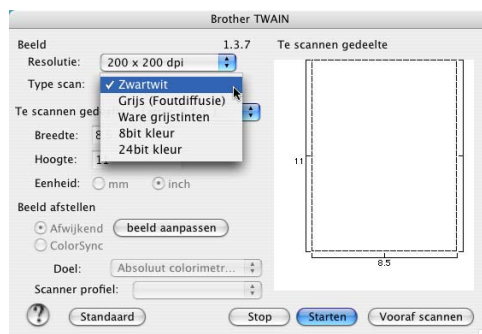 Brother TWAIN
Beeld 1.3.7
Resolutie: 200 x 200 dpi
Type scan: ✓ Zwartwit
Grijs (Foutdiffusie)
Ware grijstinten
8bit kleur
24bit kleur
Te scannen ged
Breedte: 8
Hoogte: 11
Eenheid: mm inch
Beeld afstellen
Afwijkend beeld aanpassen
ColorSync
Doel: Absoluut colorimetr...
Scanner profiel:
? Standaard Stop Starten Vooraf scannen
Te scannen gedeelte
11
8.5